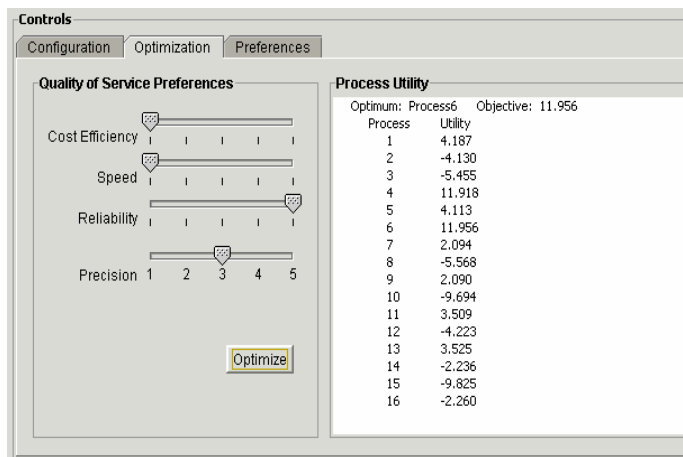 Controls
Configuration Optimization Preferences
Quality of Service Preferences
Cost Efficiency
Speed
Reliability
Precision 1 2 3 4 5
Optimize
Process Utility
Optimum: Process6 Objective: 11.956
Process Utility
1 4.187
2 -4.130
3 -5.455
4 11.918
5 4.113
6 11.956
7 2.094
8 -5.568
9 2.090
10 -9.694
11 3.509
12 -4.223
13 3.525
14 -2.236
15 -9.825
16 -2.260